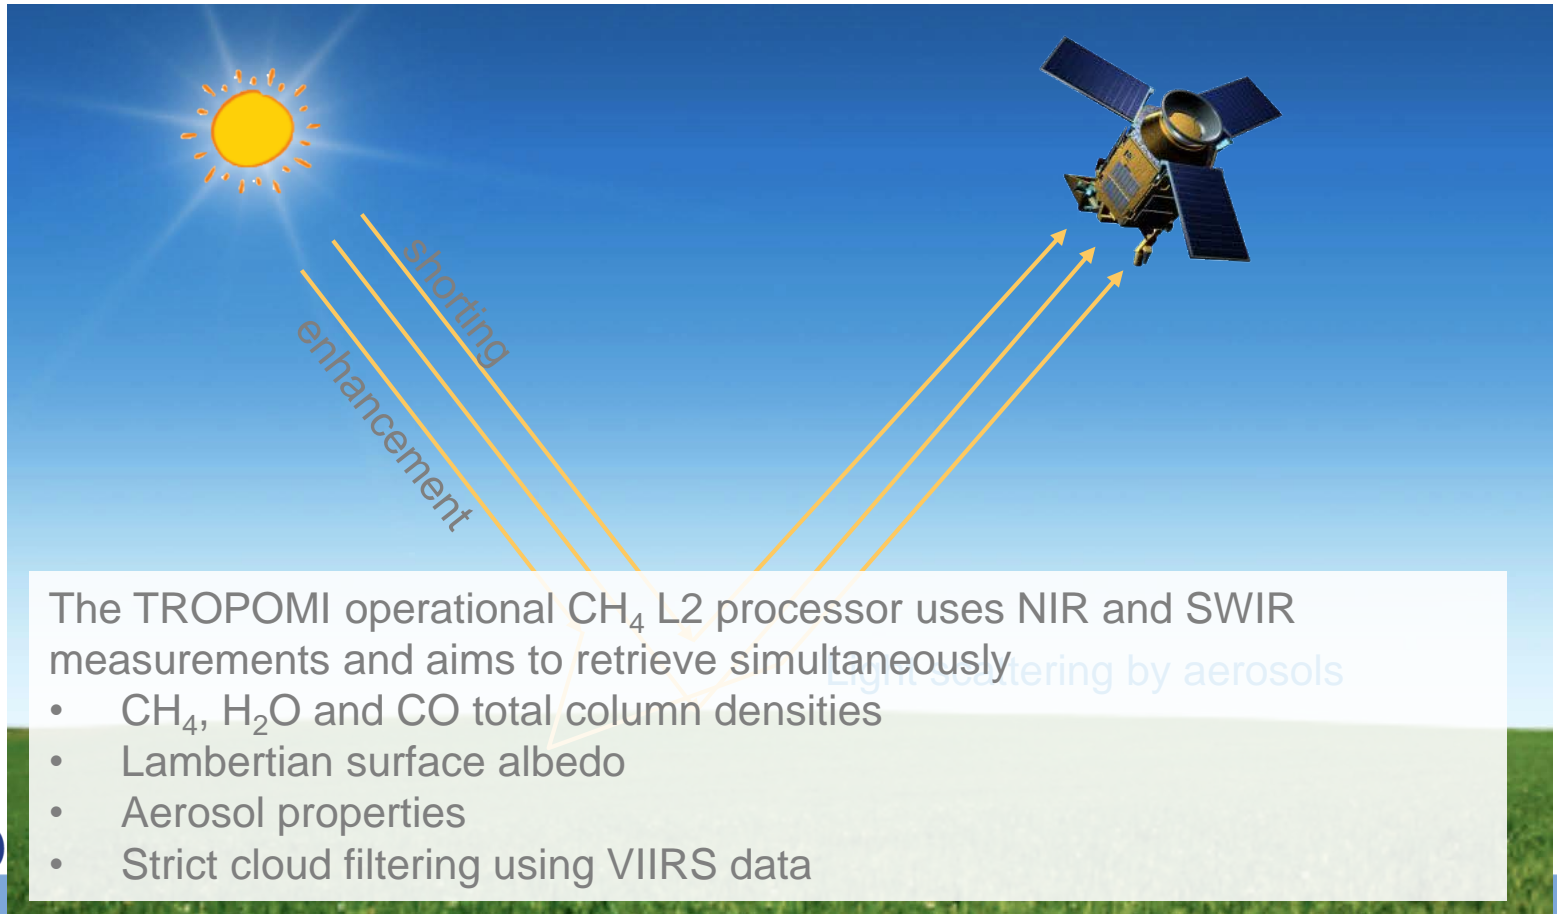 shorting
enhancement
The TROPOMI operational CH₄ L2 processor uses NIR and SWIR
measurements and aims to retrieve simultaneously
Light scattering by aerosols
• CH₄, H₂O and CO total column densities
• Lambertian surface albedo
• Aerosol properties
• Strict cloud filtering using VIIRS data